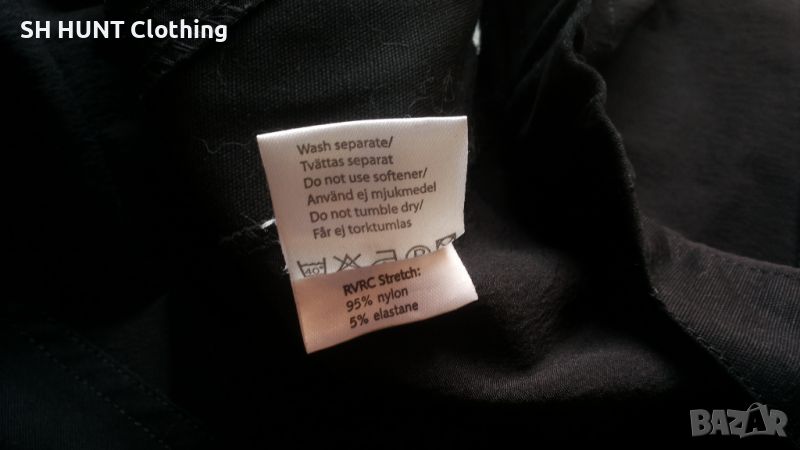 SH HUNT Clothing
Wash separate/
Tvättas separat
Do not use softener/
Använd ej mjukmedel
Do not tumble dry/
Får ej torktumlas
40°
P
RVRC Stretch:
95% nylon
5% elastane
BAZAR